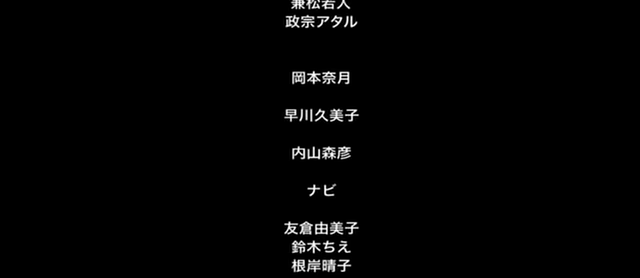 兼松若人
政宗アタル
岡本奈月
早川久美子
内山森彦
ナビ
友倉由美子
鈴木ちえ
根岸晴子